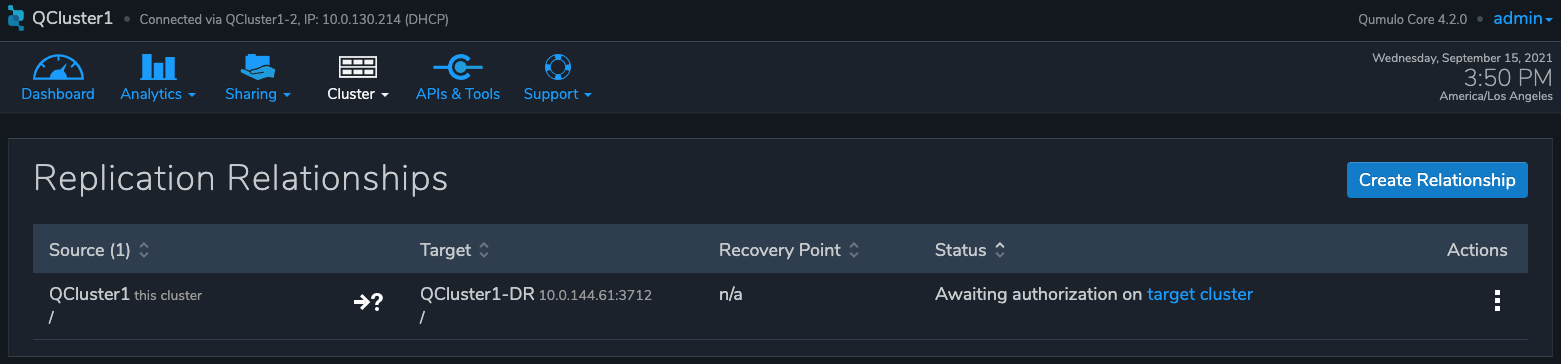 QCluster1 • Connected via QCluster1-2, IP: 10.0.130.214 (DHCP) Qumulo Core 4.2.0 • admin
Dashboard Analytics Sharing Cluster APIs & Tools Support
Wednesday, September 15, 2021
3:50 PM
America/Los Angeles
Replication Relationships
Create Relationship
Source (1) Target Recovery Point Status Actions
QCluster1 this cluster →? QCluster1-DR 10.0.144.61:3712 n/a Awaiting authorization on target cluster
/ /